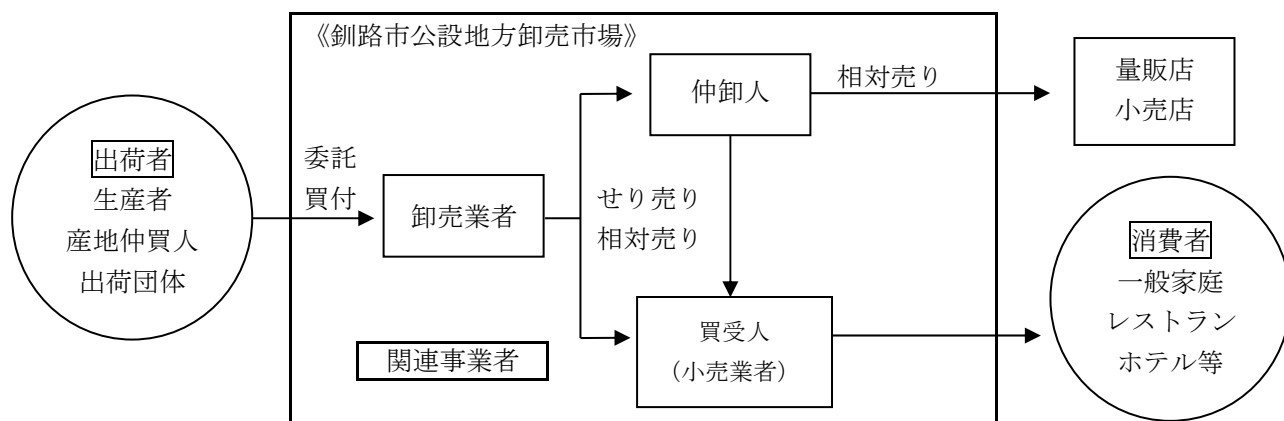 《釧路市公設地方卸売市場》
出荷者
生産者
産地仲買人
出荷団体
委託
買付
卸売業者
せり売り
相対売り
仲卸人
相対売り
買受人
（小売業者）
関連事業者
量販店
小売店
消費者
一般家庭
レストラン
ホテル等